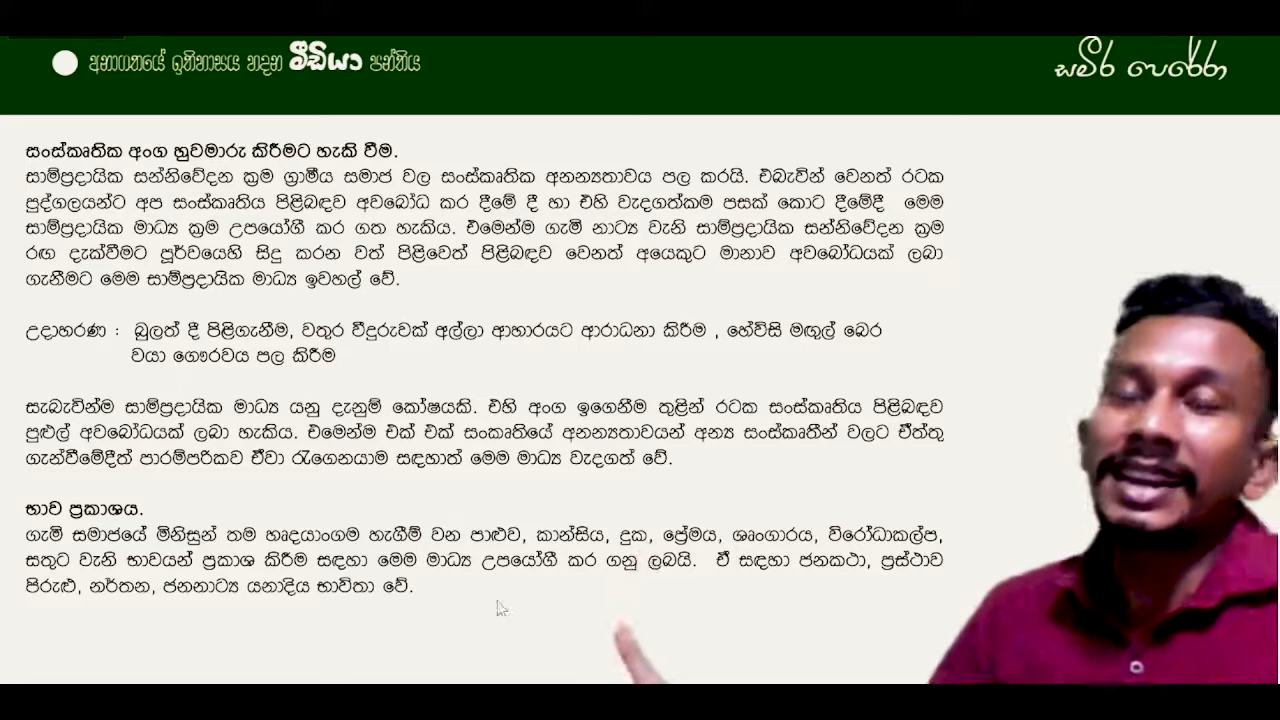 අනාගතයේ ඉතිහාසය හදන මීඩියා පන්තිය
සමීර පෙරේරා
සංස්කෘතික අංග හුවමාරු කිරීමට හැකි වීම.
සාම්ප්‍රදායික සන්නිවේදන ක්‍රම ග්‍රාමීය සමාජ වල සංස්කෘතික අනන්‍යතාවය පල කරයි. එබැවින් වෙනත් රටක
පුද්ගලයන්ට අප සංස්කෘතිය පිළිබඳව අවබෝධ කර දීමේ දී හා එහි වැදගත්කම පසක් කොට දීමේදී මෙම
සාම්ප්‍රදායික මාධ්‍ය ක්‍රම උපයෝගී කර ගත හැකිය. එමෙන්ම ගැමි නාට්‍ය වැනි සාම්ප්‍රදායික සන්නිවේදන ක්‍රම
රඟ දැක්වීමට පූර්වයෙහි සිදු කරන වත් පිළිවෙත් පිළිබඳව වෙනත් අයෙකුට මානාව අවබෝධයක් ලබා
ගැනීමට මෙම සාම්ප්‍රදායික මාධ්‍ය ඉවහල් වේ.
උදාහරණ : බුලත් දී පිළිගැනීම, වතුර වීදුරුවක් අල්ලා ආහාරයට ආරාධනා කිරීම , හේවිසි මඟුල් බෙර
වයා ගෞරවය පල කිරීම
සැබැවින්ම සාම්ප්‍රදායික මාධ්‍ය යනු දැනුම් කෝෂයකි. එහි අංග ඉගෙනීම තුළින් රටක සංස්කෘතිය පිළිබඳව
පුළුල් අවබෝධයක් ලබා හැකිය. එමෙන්ම එක් එක් සංකෘතියේ අනන්‍යතාවයන් අන්‍ය සංස්කෘතීන් වලට ඒත්තු
ගැන්වීමේදීත් පාරම්පරිකව ඒවා රැගෙනයාම සඳහාත් මෙම මාධ්‍ය වැදගත් වේ.
භාව ප්‍රකාශය.
ගැමි සමාජයේ මිනිසුන් තම හෘදයාංගම හැගීම් වන පාළුව, කාන්සිය, දුක, ප්‍රේමය, ශෘංගාරය, විරෝධාකල්ප,
සතුට වැනි භාවයන් ප්‍රකාශ කිරීම සඳහා මෙම මාධ්‍ය උපයෝගී කර ගනු ලබයි. ඒ සඳහා ජනකථා, ප්‍රස්ථාව
පිරුළු, නර්තන, ජනනාට්‍ය යනාදිය භාවිතා වේ.